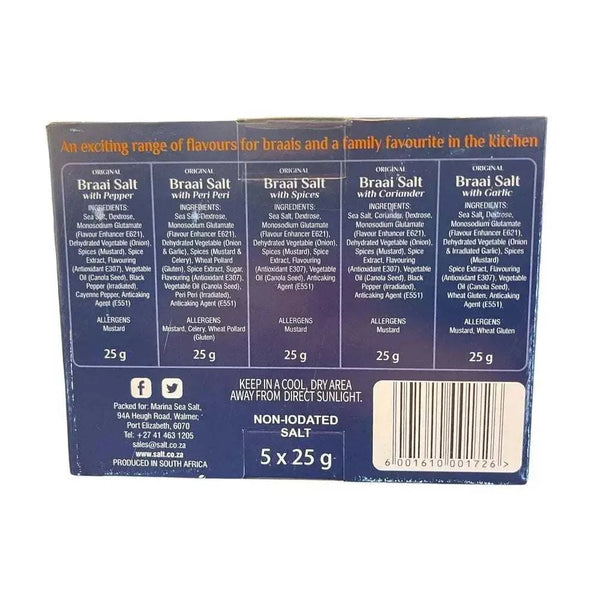 An exciting range of flavours for braais and a family favourite in the kitchen
ORIGINAL
Braai Salt
with Pepper
INGREDIENTS:
Sea Salt, Dextrose,
Monosodium Glutamate
(Flavour Enhancer E621),
Dehydrated Vegetable (Onion),
Spices (Mustard), Spice
Extract, Flavouring
(Antioxidant E307), Vegetable
Oil (Canola Seed), Black
Pepper (Irradiated),
Cayenne Pepper, Anticaking
Agent (E551)
ALLERGENS
Mustard
25 g
ORIGINAL
Braai Salt
with Peri Peri
INGREDIENTS:
Sea Salt, Dextrose,
Monosodium Glutamate
(Flavour Enhancer E621),
Dehydrated Vegetable (Onion
& Garlic), Spices (Mustard &
Celery), Wheat Pollard
(Gluten), Spice Extract, Sugar,
Flavouring (Antioxidant E307),
Vegetable Oil (Canola Seed),
Peri Peri (Irradiated),
Anticaking Agent (E551)
ALLERGENS
Mustard, Celery, Wheat Pollard
(Gluten)
25 g
ORIGINAL
Braai Salt
with Spices
INGREDIENTS:
Sea Salt, Dextrose,
Monosodium Glutamate
(Flavour Enhancer E621),
Dehydrated Vegetable (Onion),
Spices (Mustard), Spice
Extract, Flavouring
(Antioxidant E307), Vegetable
Oil (Canola Seed),
Anticaking Agent
(E551)
ALLERGENS
Mustard
25 g
ORIGINAL
Braai Salt
with Coriander
INGREDIENTS:
Sea Salt, Coriander, Dextrose,
Monosodium Glutamate
(Flavour Enhancer E621),
Dehydrated Vegetable (Onion),
Spices (Mustard), Spice
Extract, Flavouring
(Antioxidant E307), Vegetable
Oil (Canola Seed),
Anticaking Agent
(E551)
ALLERGENS
Mustard
25 g
ORIGINAL
Braai Salt
with Garlic
INGREDIENTS:
Sea Salt, Dextrose,
Monosodium Glutamate
(Flavour Enhancer E621),
Dehydrated Vegetable (Onion
& Irradiated Garlic), Spices
(Mustard)
Spice Extract, Flavouring
(Antioxidant E307), Vegetable
Oil (Canola Seed),
Wheat Gluten, Anticaking
Agent (E551)
ALLERGENS
Mustard, Wheat Gluten
25 g
Packed for: Marina Sea Salt,
94A Heugh Road, Walmer,
Port Elizabeth, 6070
Tel: +27 41 463 1205
sales@salt.co.za
www.salt.co.za
PRODUCED IN SOUTH AFRICA
KEEP IN A COOL, DRY AREA
AWAY FROM DIRECT SUNLIGHT.
NON-IODATED
SALT
5 x 25 g
6 001610 001726 >